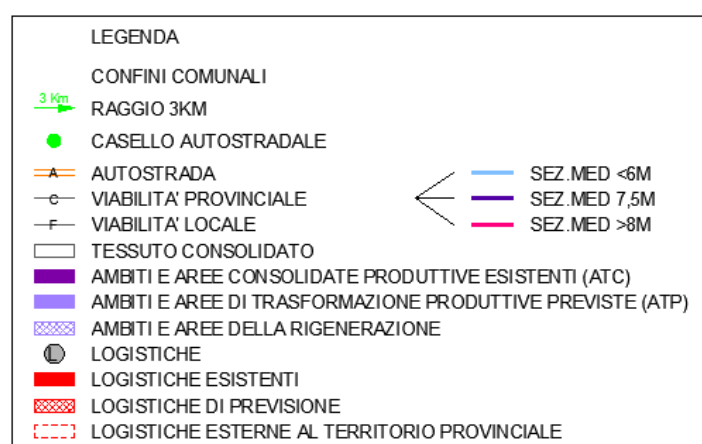 LEGENDA
CONFINI COMUNALI
3 Km RAGGIO 3KM
CASELLO AUTOSTRADALE
A AUTOSTRADA SEZ.MED <6M
C VIABILITA' PROVINCIALE SEZ.MED 7,5M
F VIABILITA' LOCALE SEZ.MED >8M
TESSUTO CONSOLIDATO
AMBITI E AREE CONSOLIDATE PRODUTTIVE ESISTENTI (ATC)
AMBITI E AREE DI TRASFORMAZIONE PRODUTTIVE PREVISTE (ATP)
AMBITI E AREE DELLA RIGENERAZIONE
L LOGISTICHE
LOGISTICHE ESISTENTI
LOGISTICHE DI PREVISIONE
LOGISTICHE ESTERNE AL TERRITORIO PROVINCIALE